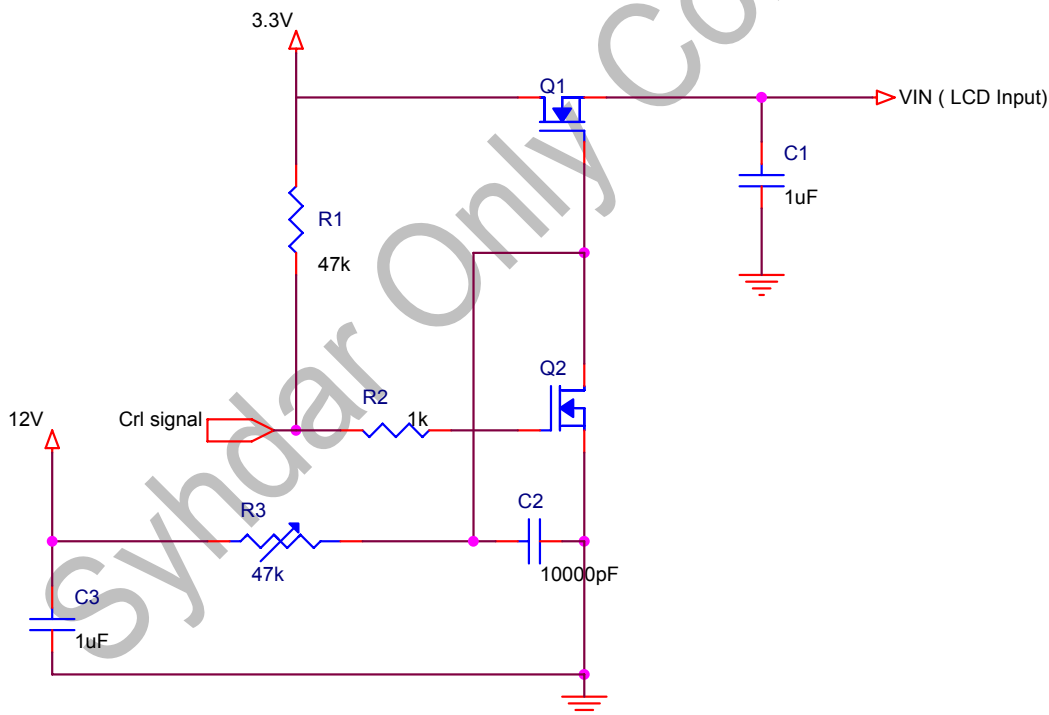 3.3V
Q1
VIN ( LCD Input)
C1
1uF
R1
47k
Q2
R2
1k
Crl signal
12V
R3
47k
C2
10000pF
C3
1uF
Syhdar Only Co